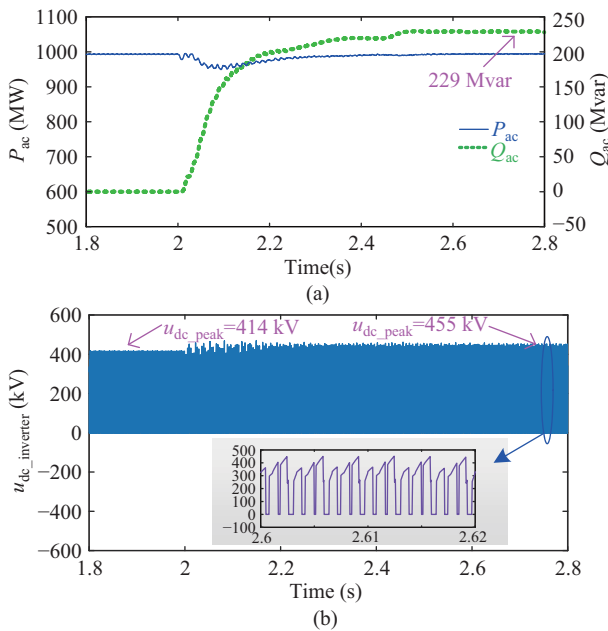 1100
1000
900
800
700
600
500
P_ac (MW)
250
200
150
100
50
0
−50
Q_ac (Mvar)
229 Mvar
P_ac
Q_ac
1.8 2 2.2 2.4 2.6 2.8
Time(s)
(a)
600
400
200
0
−200
−400
−600
u_dc_inverter (kV)
u_dc_peak=414 kV u_dc_peak=455 kV
500
400
300
200
100
0
−100
2.6 2.61 2.62
1.8 2 2.2 2.4 2.6 2.8
Time (s)
(b)